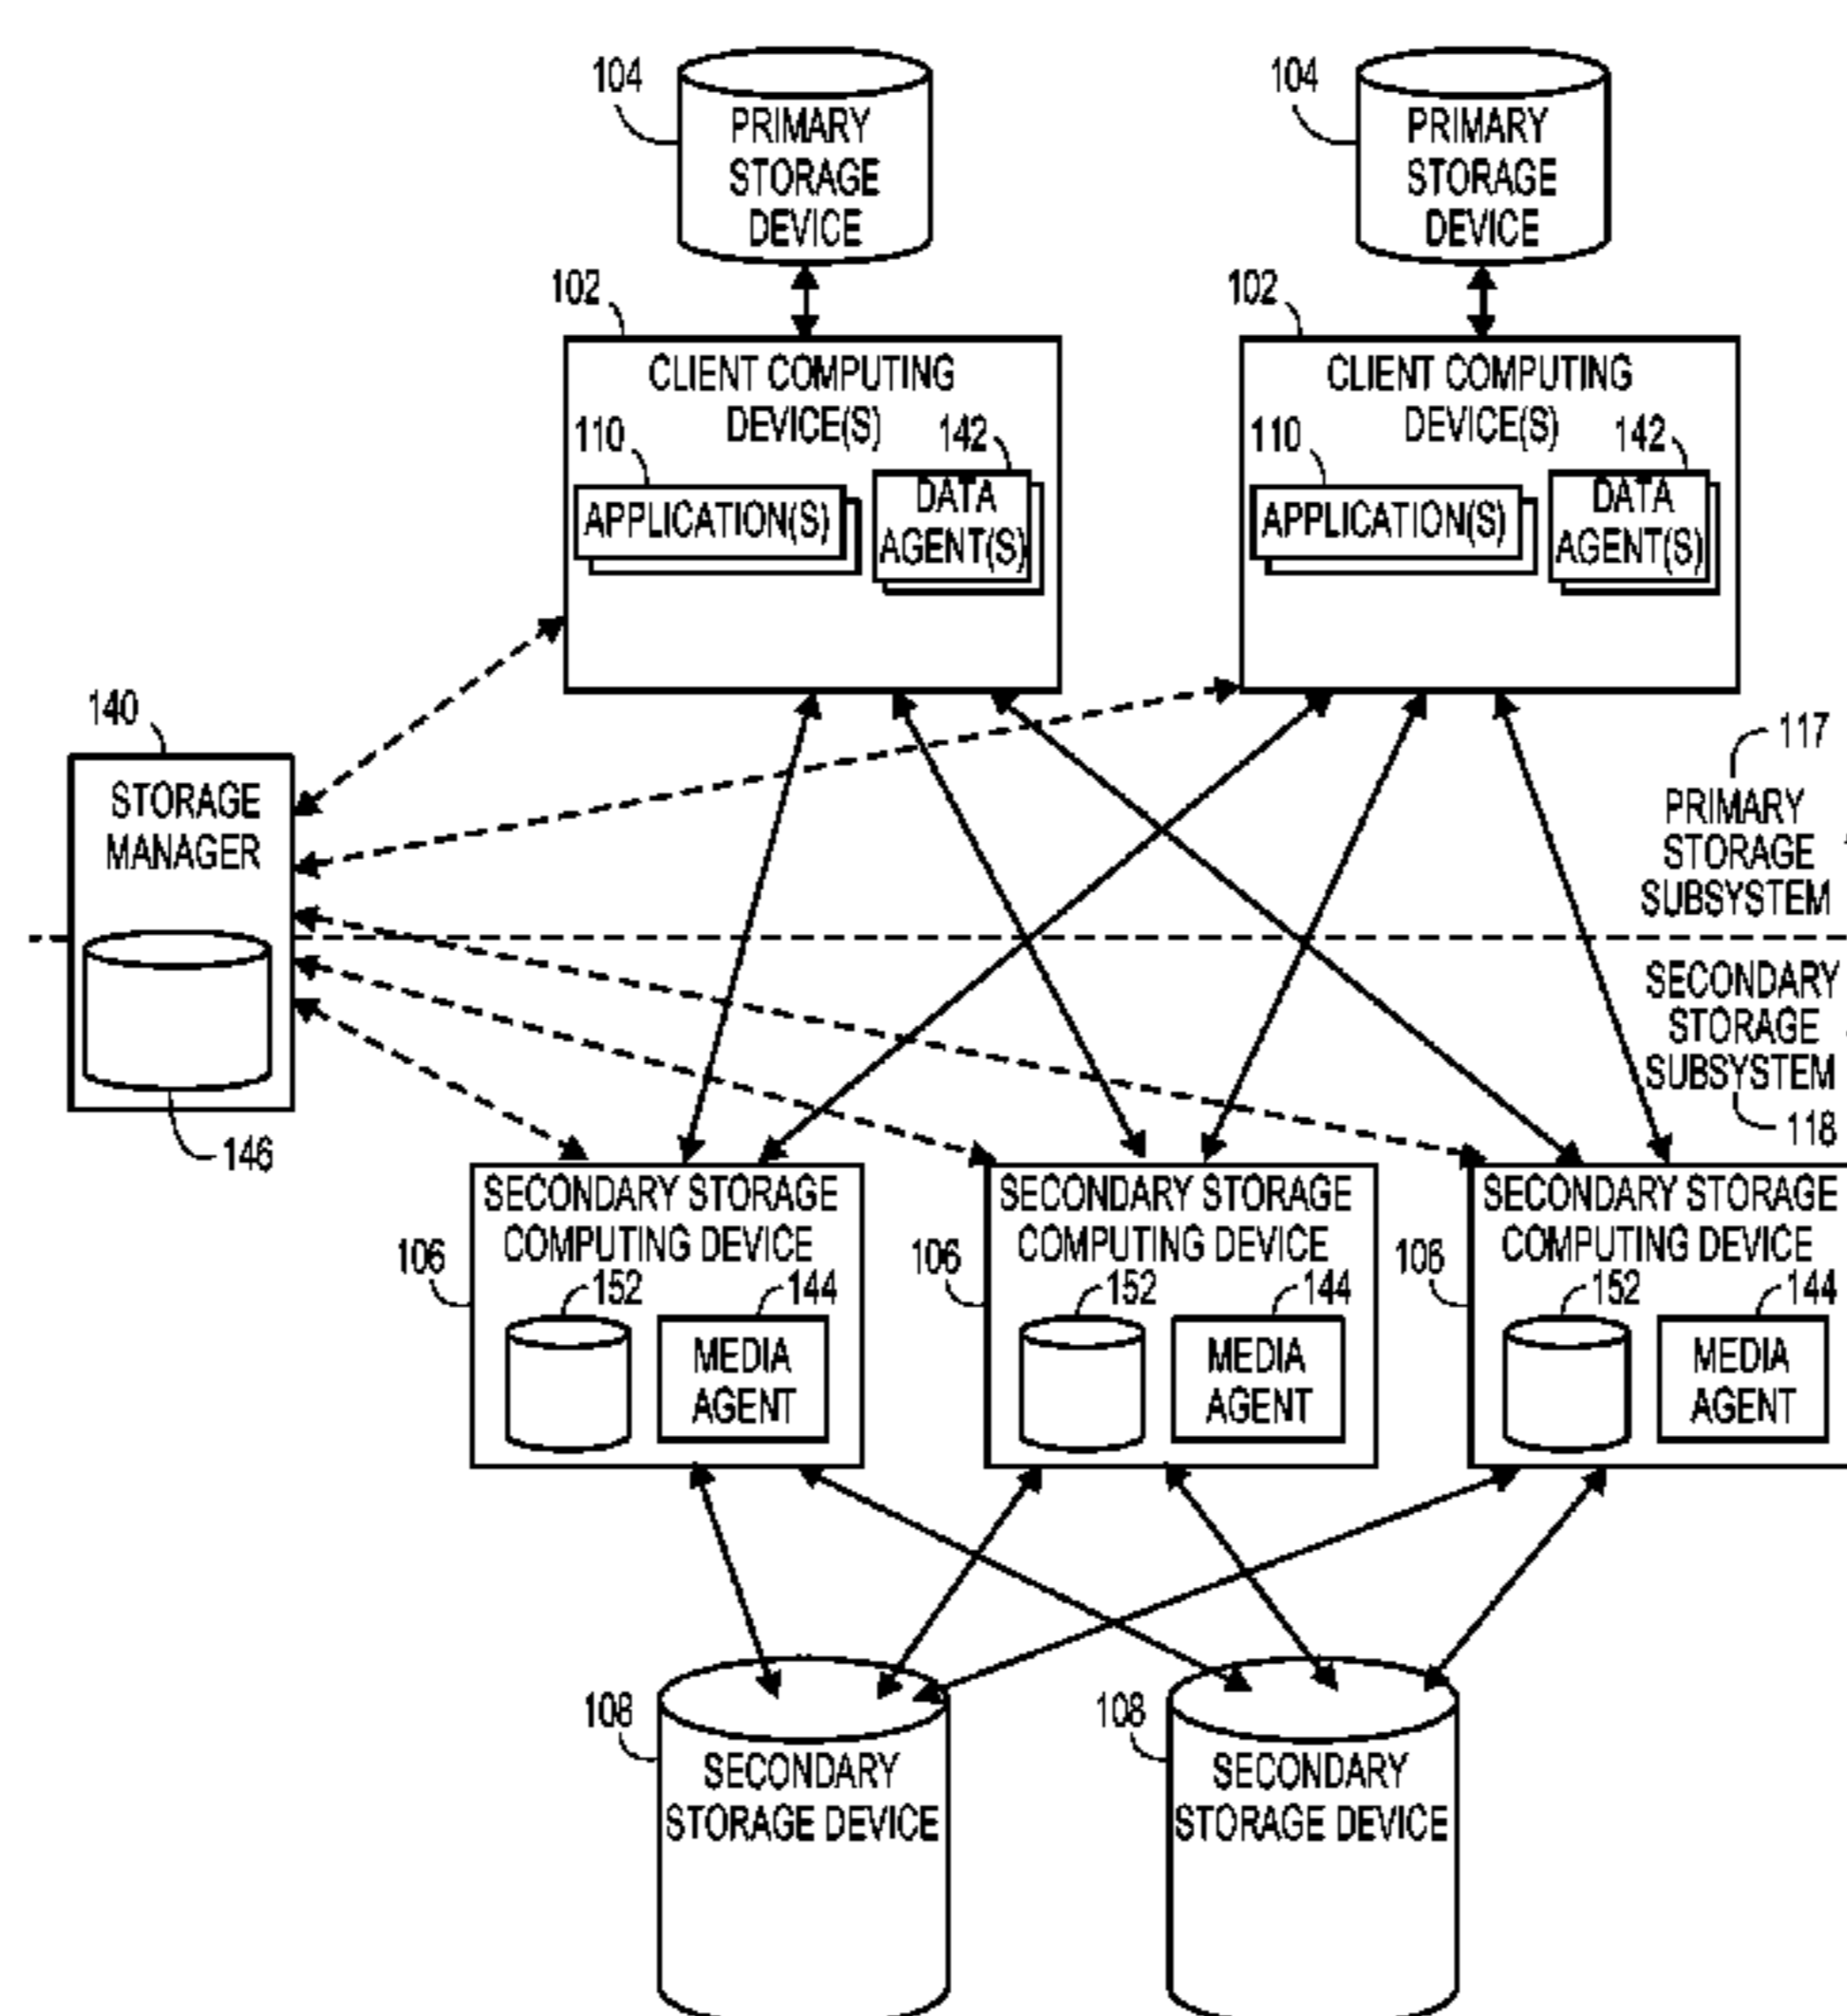 104
PRIMARY
STORAGE
DEVICE
104
PRIMARY
STORAGE
DEVICE
102
CLIENT COMPUTING
DEVICE(S)
110
142
APPLICATION(S)
DATA
AGENT(S)
102
CLIENT COMPUTING
DEVICE(S)
110
142
APPLICATION(S)
DATA
AGENT(S)
140
STORAGE
MANAGER
146
117
PRIMARY
STORAGE
SUBSYSTEM
SECONDARY
STORAGE
SUBSYSTEM
118
SECONDARY STORAGE
COMPUTING DEVICE
106
152
144
MEDIA
AGENT
SECONDARY STORAGE
COMPUTING DEVICE
106
152
144
MEDIA
AGENT
SECONDARY STORAGE
COMPUTING DEVICE
106
152
144
MEDIA
AGENT
108
SECONDARY
STORAGE DEVICE
108
SECONDARY
STORAGE DEVICE